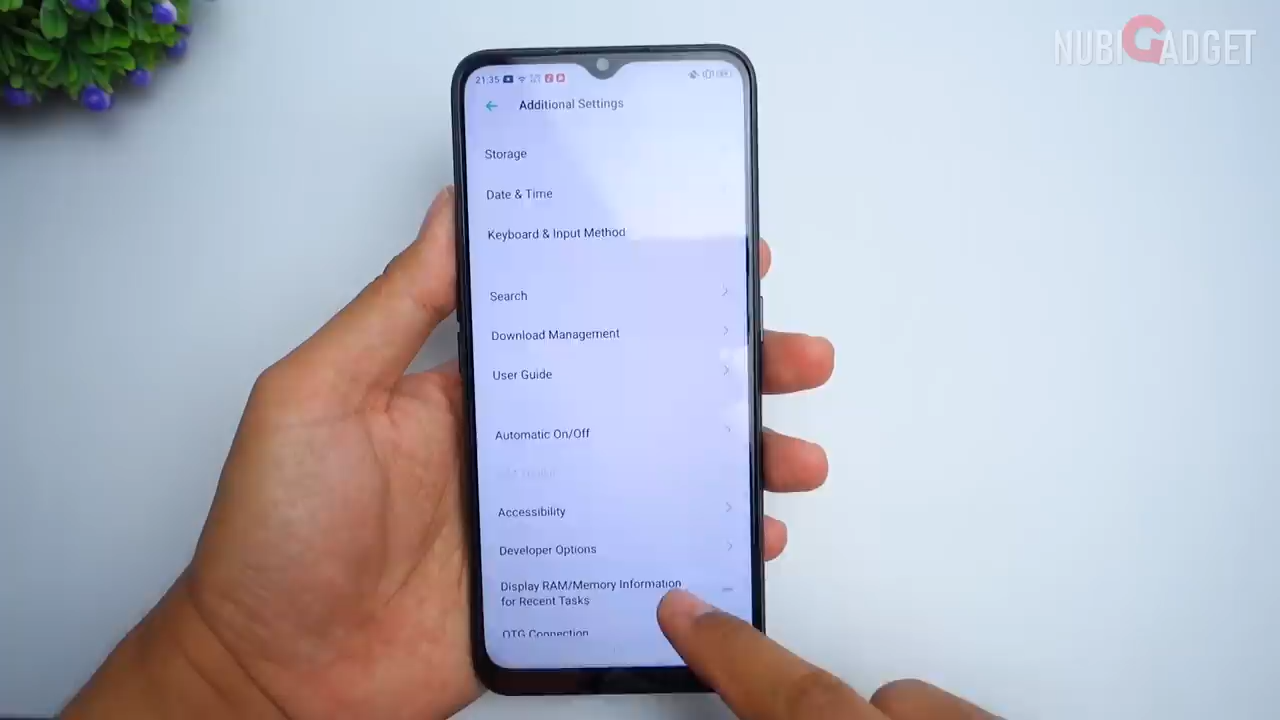 NUBIGADGET
21:35
Additional Settings
Storage
Date & Time
Keyboard & Input Method
Search
Download Management
User Guide
Automatic On/Off
Accessibility
Developer Options
Display RAM/Memory Information
for Recent Tasks
OTG Connection